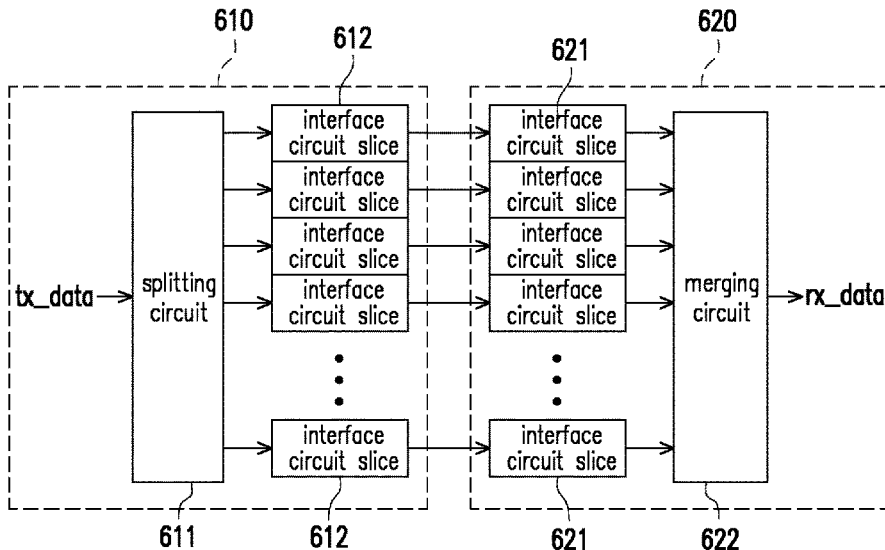 610
612
621
620
interface
circuit slice
interface
circuit slice
interface
circuit slice
interface
circuit slice
interface
circuit slice
interface
circuit slice
interface
circuit slice
interface
circuit slice
tx_data
splitting
circuit
merging
circuit
rx_data
interface
circuit slice
interface
circuit slice
611
612
621
622